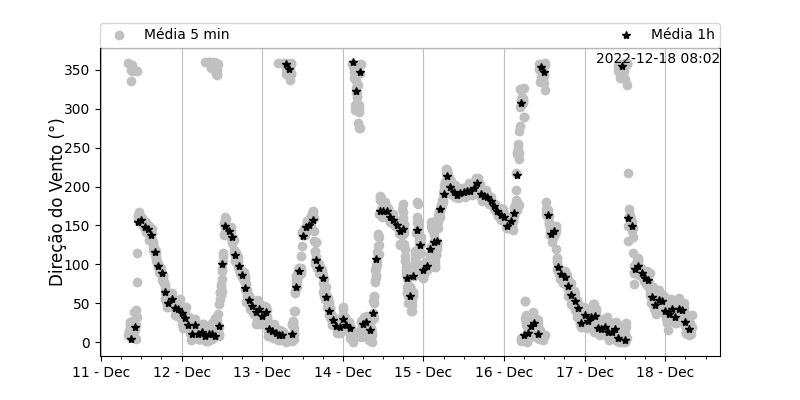 Média 5 min
Média 1h
2022-12-18 08:02
Direção do Vento (°)
350
300
250
200
150
100
50
0
11 - Dec
12 - Dec
13 - Dec
14 - Dec
15 - Dec
16 - Dec
17 - Dec
18 - Dec